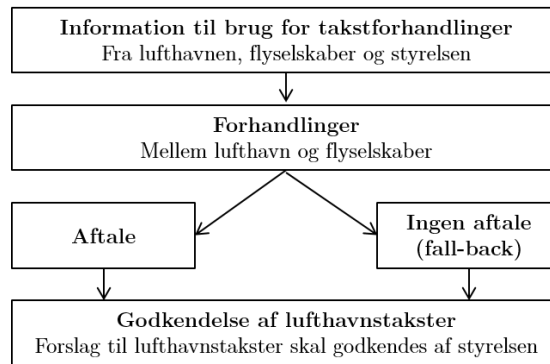 Information til brug for takstforhandlinger
Fra lufthavnen, flyselskaber og styrelsen
Forhandlinger
Mellem lufthavn og flyselskaber
Aftale
Ingen aftale
(fall-back)
Godkendelse af lufthavnstakster
Forslag til lufthavnstakster skal godkendes af styrelsen